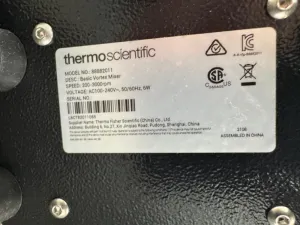 thermoscientific
MODEL NO.: 88882011
DESC.: Basic Vortex Mixer
SPEED: 200-3000rpm
VOLTAGE: AC100-240V~, 50/60Hz, 6W
SERIAL NO.:
Thermo Fisher Scientific (China) Co., Ltd
Address: Building 6, No.27, Xin Jinqiao Road, Pudong, Shanghai, China
ASSEMBLED IN CHINA